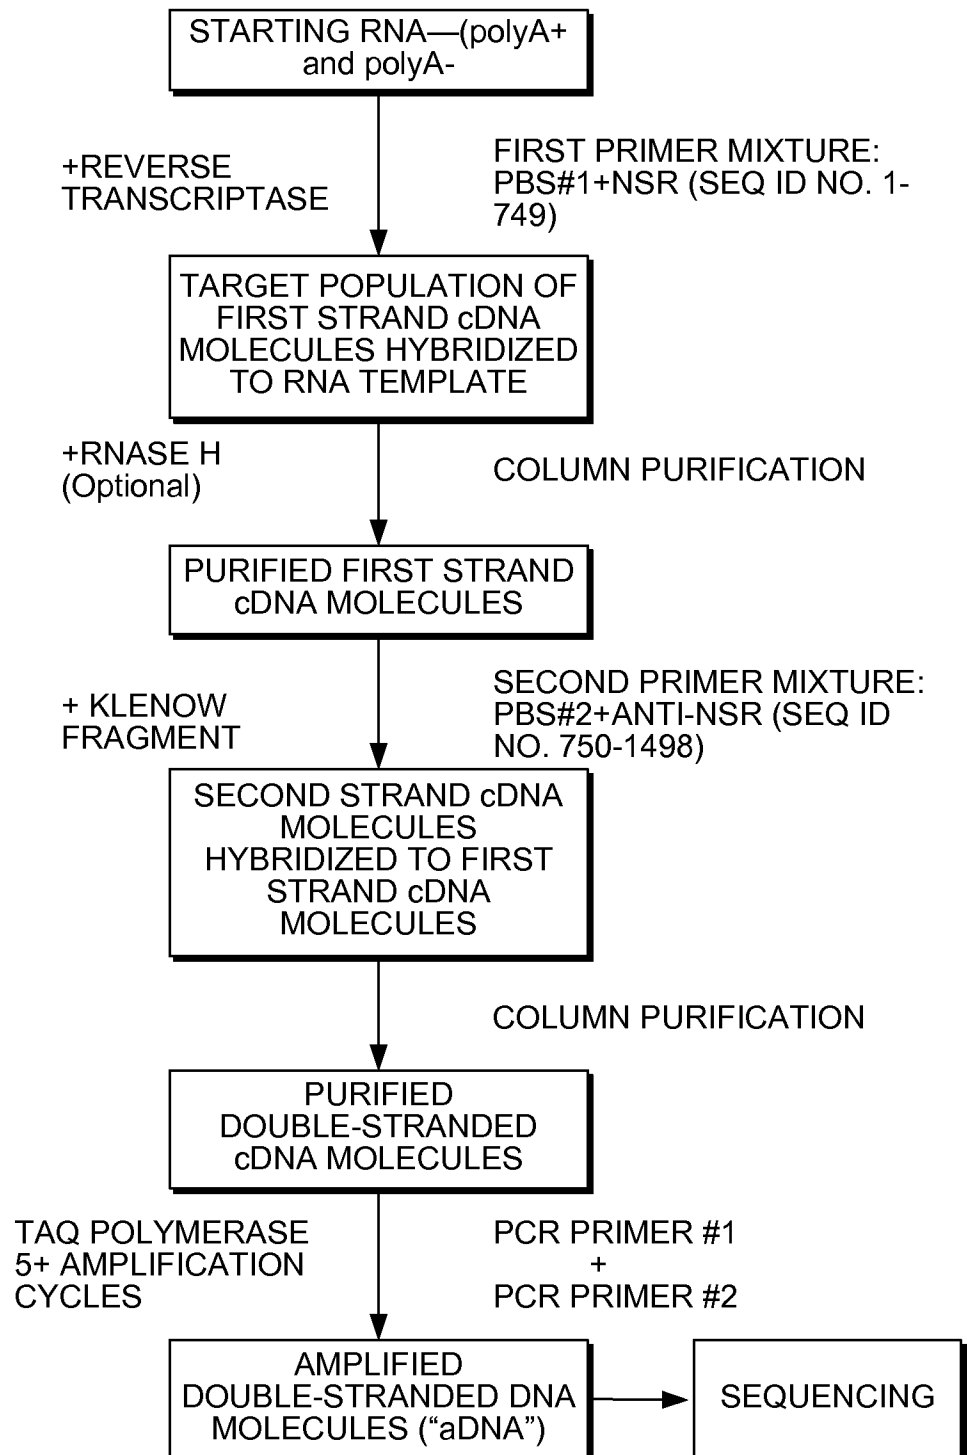 STARTING RNA—(polyA+
and polyA-
+REVERSE
TRANSCRIPTASE
FIRST PRIMER MIXTURE:
PBS#1+NSR (SEQ ID NO. 1-
749)
TARGET POPULATION OF
FIRST STRAND cDNA
MOLECULES HYBRIDIZED
TO RNA TEMPLATE
+RNASE H
(Optional)
COLUMN PURIFICATION
PURIFIED FIRST STRAND
cDNA MOLECULES
+ KLENOW
FRAGMENT
SECOND PRIMER MIXTURE:
PBS#2+ANTI-NSR (SEQ ID
NO. 750-1498)
SECOND STRAND cDNA
MOLECULES
HYBRIDIZED TO FIRST
STRAND cDNA
MOLECULES
COLUMN PURIFICATION
PURIFIED
DOUBLE-STRANDED
cDNA MOLECULES
TAQ POLYMERASE
5+ AMPLIFICATION
CYCLES
PCR PRIMER #1
+
PCR PRIMER #2
AMPLIFIED
DOUBLE-STRANDED DNA
MOLECULES (“aDNA”)
SEQUENCING